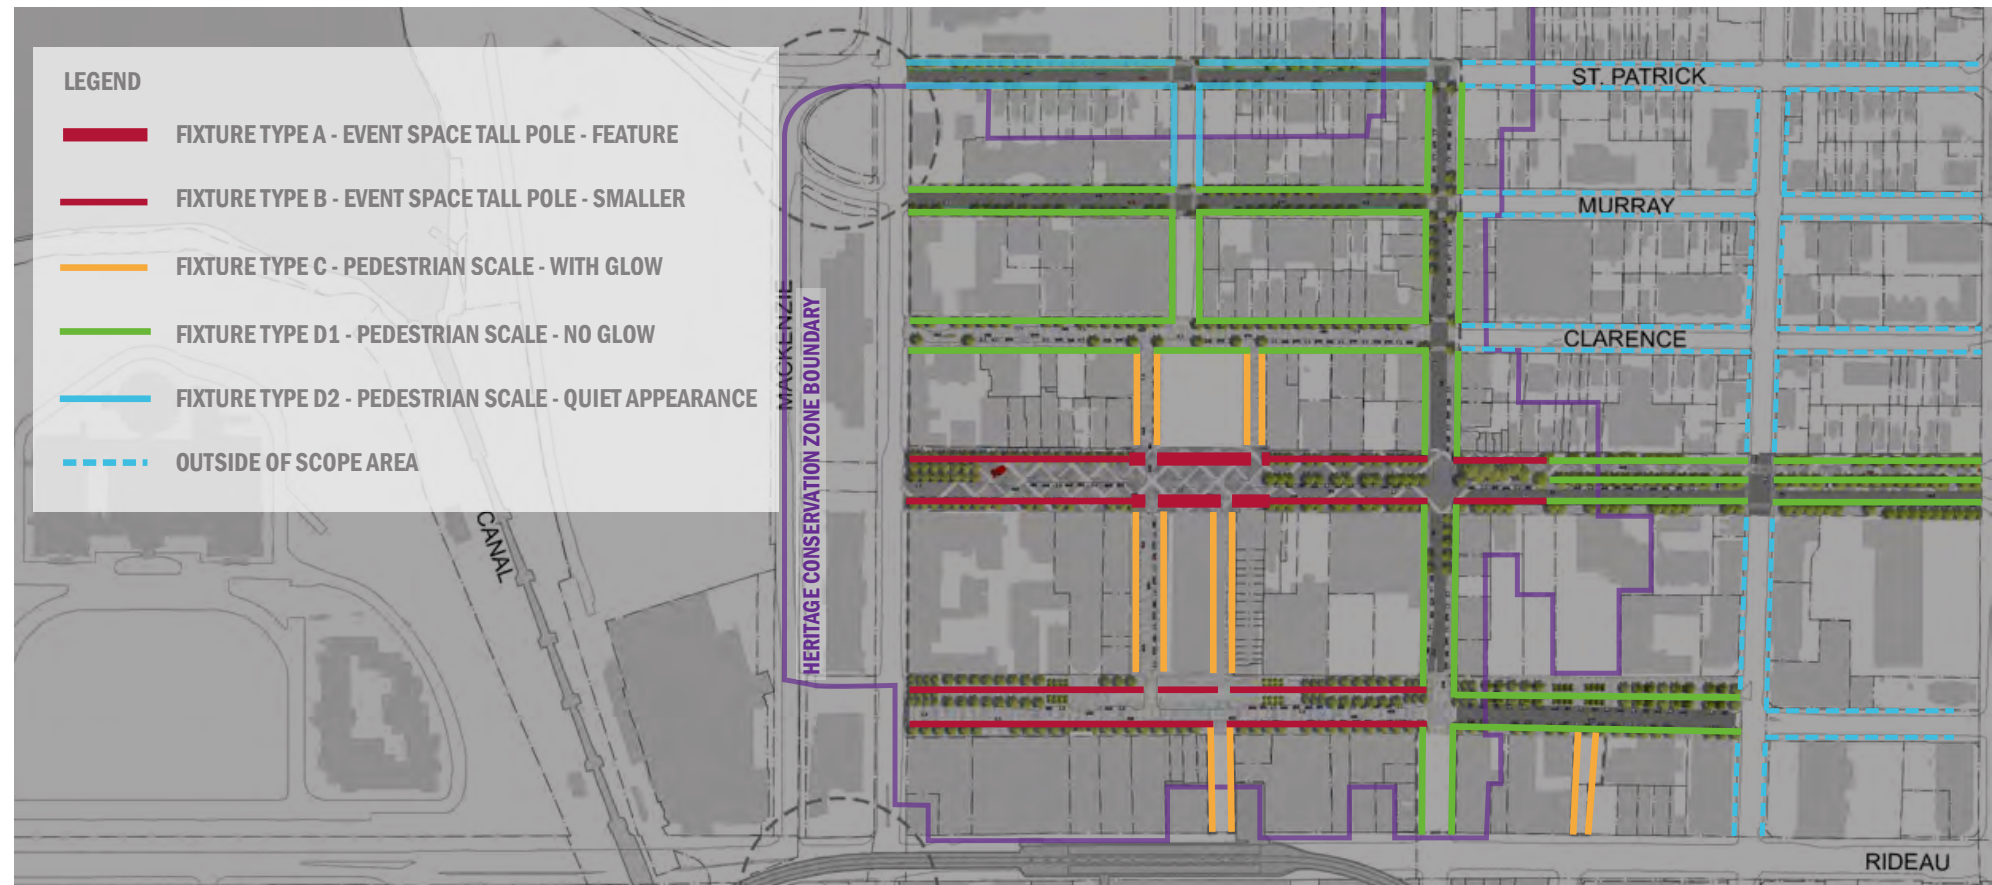 LEGEND
FIXTURE TYPE A - EVENT SPACE TALL POLE - FEATURE
FIXTURE TYPE B - EVENT SPACE TALL POLE - SMALLER
FIXTURE TYPE C - PEDESTRIAN SCALE - WITH GLOW
FIXTURE TYPE D1 - PEDESTRIAN SCALE - NO GLOW
FIXTURE TYPE D2 - PEDESTRIAN SCALE - QUIET APPEARANCE
OUTSIDE OF SCOPE AREA
MACKENZIE
HERITAGE CONSERVATION ZONE BOUNDARY
CANAL
ST. PATRICK
MURRAY
CLARENCE
RIDEAU